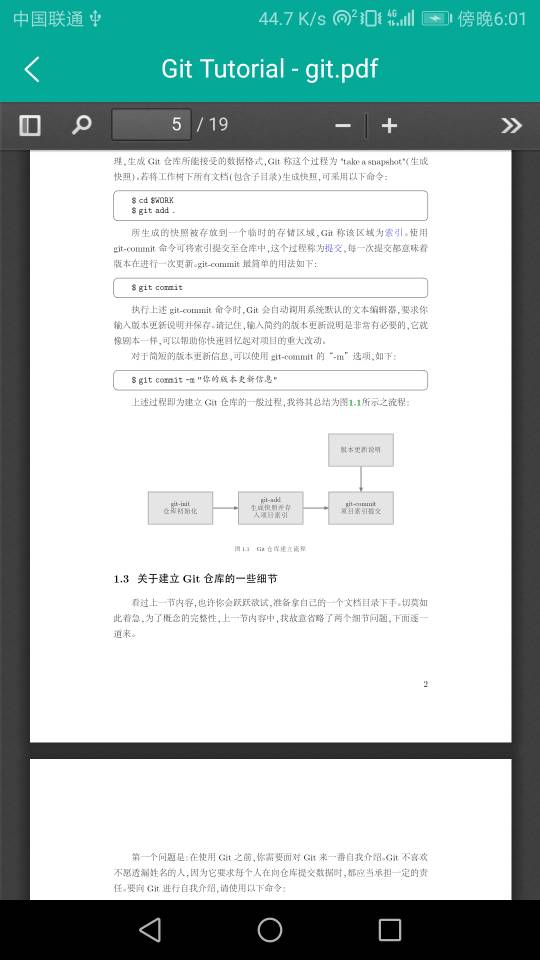 中国联通
44.7 K/s
2
4G
傍晚6:01
Git Tutorial - git.pdf
5 / 19
理,生成 Git 仓库所能接受的数据格式,Git 称这个过程为 "take a snapshot"(生成
快照)。若将工作树下所有文档(包含子目录)生成快照,可采用以下命令:
$ cd $WORK
$ git add .
所生成的快照被存放到一个临时的存储区域,Git 称该区域为索引。使用
git-commit 命令可将索引提交至仓库中,这个过程称为提交,每一次提交都意味着
版本在进行一次更新。git-commit 最简单的用法如下:
$ git commit
执行上述 git-commit 命令时,Git 会自动调用系统默认的文本编辑器,要求你
输入版本更新说明并保存。请记住,输入简约的版本更新说明是非常有必要的,它就
像剧本一样,可以帮助你快速回忆起对项目的重大改动。
对于简短的版本更新信息,可以使用 git-commit 的“-m”选项,如下:
$ git commit -m "你的版本更新信息"
上述过程即为建立 Git 仓库的一般过程,我将其总结为图1.1所示之流程:
版本更新说明
git-init
仓库初始化
git-add
生成快照并存
入项目索引
git-commit
项目索引提交
图 1.1 Git 仓库建立流程
1.3 关于建立 Git 仓库的一些细节
看过上一节内容,也许你会跃跃欲试,准备拿自己的一个文档目录下手。切莫如
此着急,为了概念的完整性,上一节内容中,我故意省略了两个细节问题,下面逐一
道来。
2
第一个问题是:在使用 Git 之前,你需要面对 Git 来一番自我介绍。Git 不喜欢
不愿透漏姓名的人,因为它要求每个人在向仓库提交数据时,都应当承担一定的责
任。要向 Git 进行自我介绍,请使用以下命令: